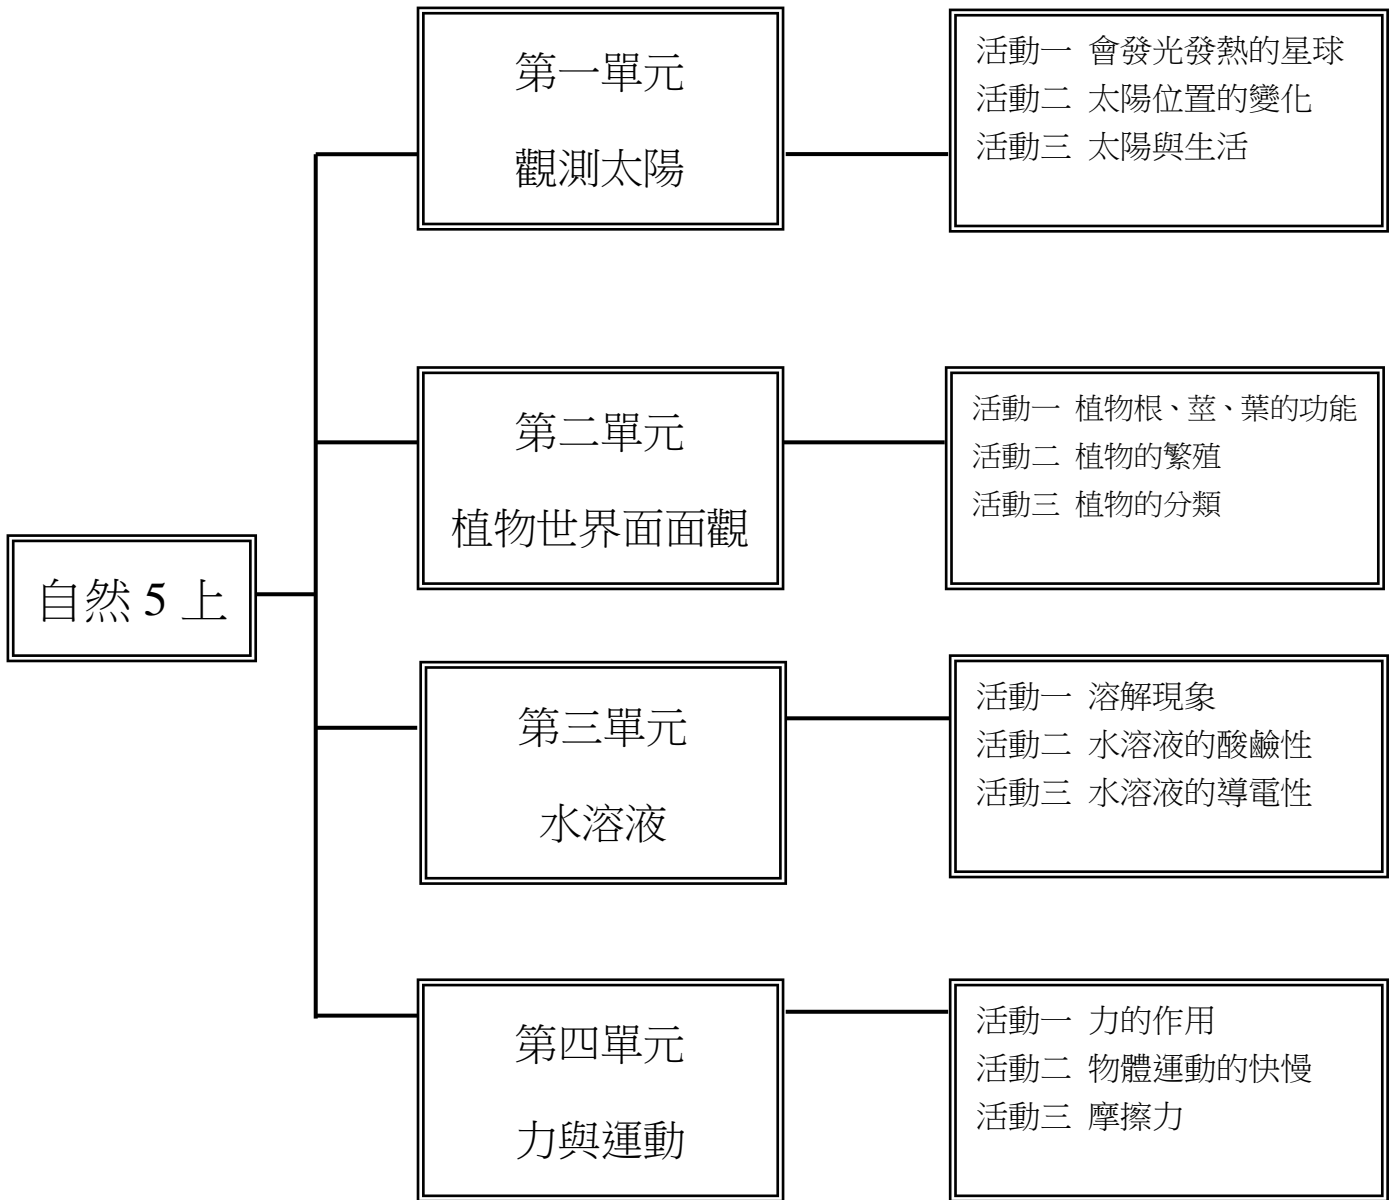 自然 5 上
第一單元
觀測太陽
活動一 會發光發熱的星球
活動二 太陽位置的變化
活動三 太陽與生活
第二單元
植物世界面面觀
活動一 植物根、莖、葉的功能
活動二 植物的繁殖
活動三 植物的分類
第三單元
水溶液
活動一 溶解現象
活動二 水溶液的酸鹼性
活動三 水溶液的導電性
第四單元
力與運動
活動一 力的作用
活動二 物體運動的快慢
活動三 摩擦力